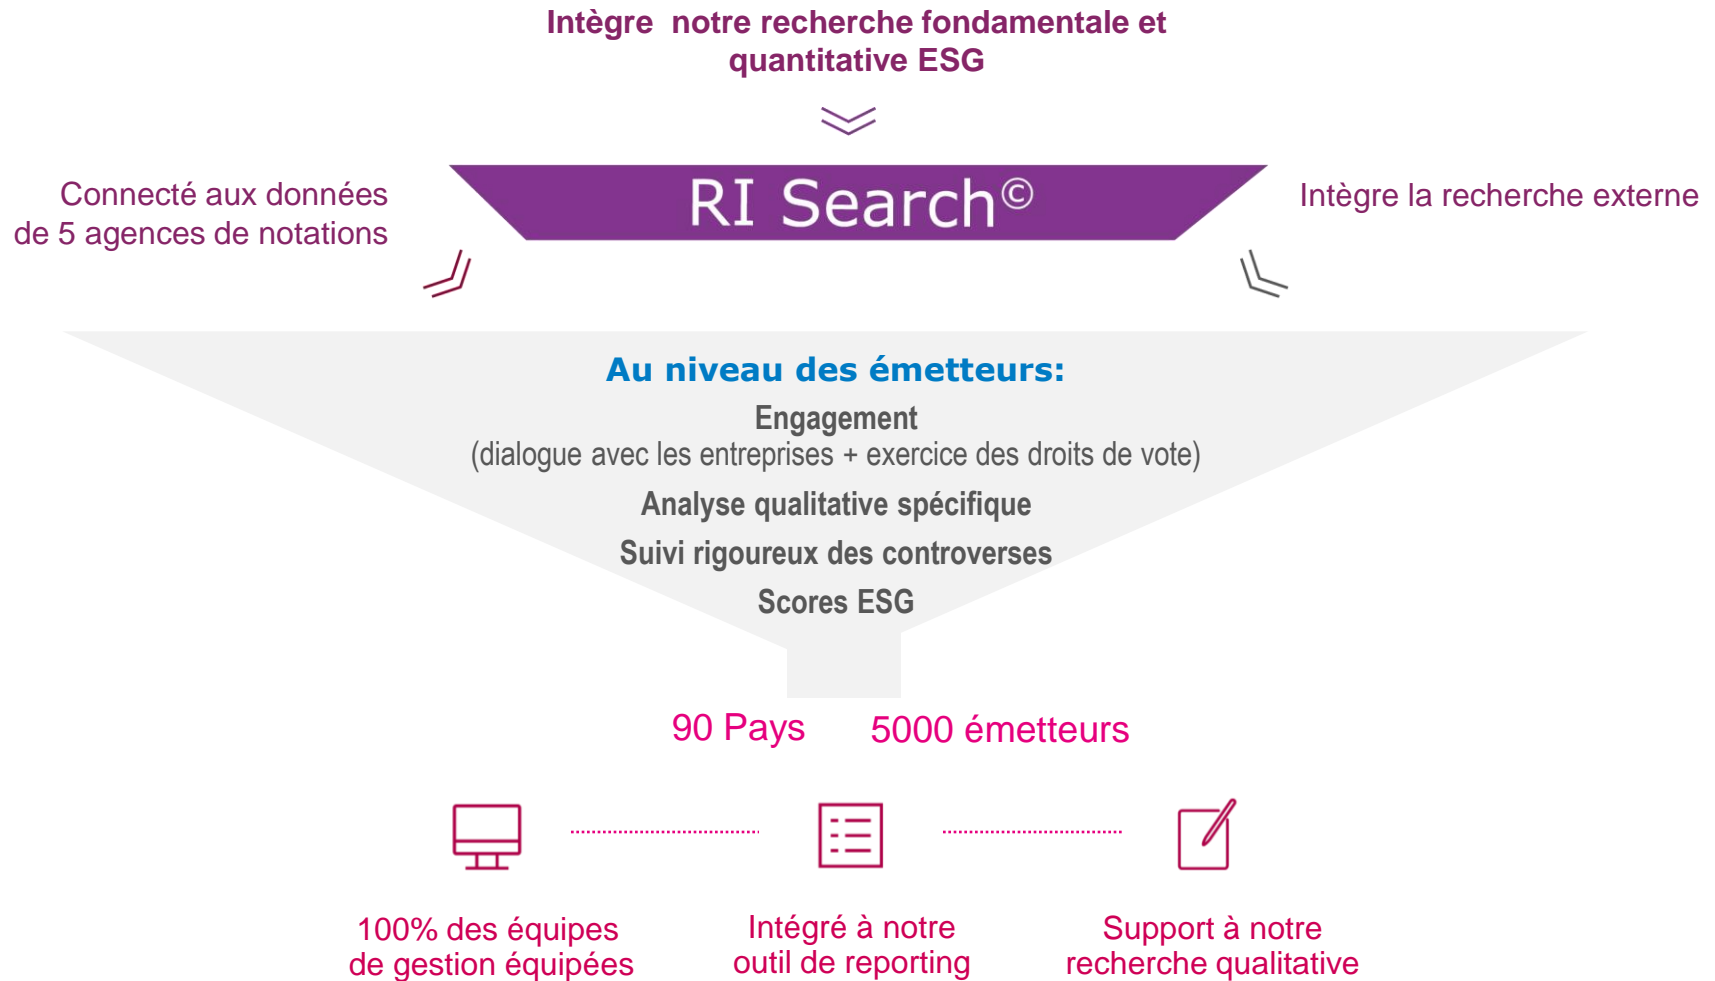 Intègre  notre recherche fondamentale et
quantitative ESG
Connecté aux données
de 5 agences de notations
RI Search©
Intègre la recherche externe
Au niveau des émetteurs:
Engagement
(dialogue avec les entreprises + exercice des droits de vote)
Analyse qualitative spécifique
Suivi rigoureux des controverses
Scores ESG
90 Pays
5000 émetteurs
100% des équipes
de gestion équipées
Intégré à notre
outil de reporting
Support à notre
recherche qualitative